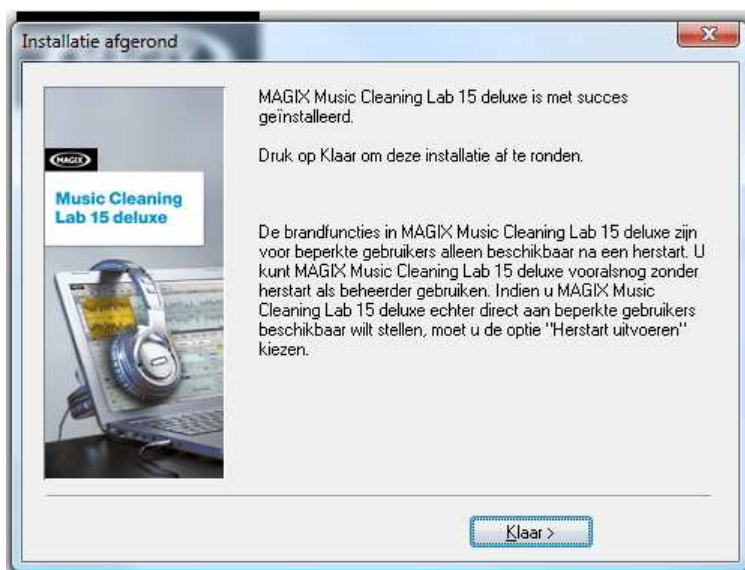 Installatie afgerond
MAGIX Music Cleaning Lab 15 deluxe is met succes
geïnstalleerd.
Druk op Klaar om deze installatie af te ronden.
MAGIX
Music Cleaning
Lab 15 deluxe
De brandfuncties in MAGIX Music Cleaning Lab 15 deluxe zijn
voor beperkte gebruikers alleen beschikbaar na een herstart. U
kunt MAGIX Music Cleaning Lab 15 deluxe vooralsnog zonder
herstart als beheerder gebruiken. Indien u MAGIX Music
Cleaning Lab 15 deluxe echter direct aan beperkte gebruikers
beschikbaar wilt stellen, moet u de optie "Herstart uitvoeren"
kiezen.
Klaar >